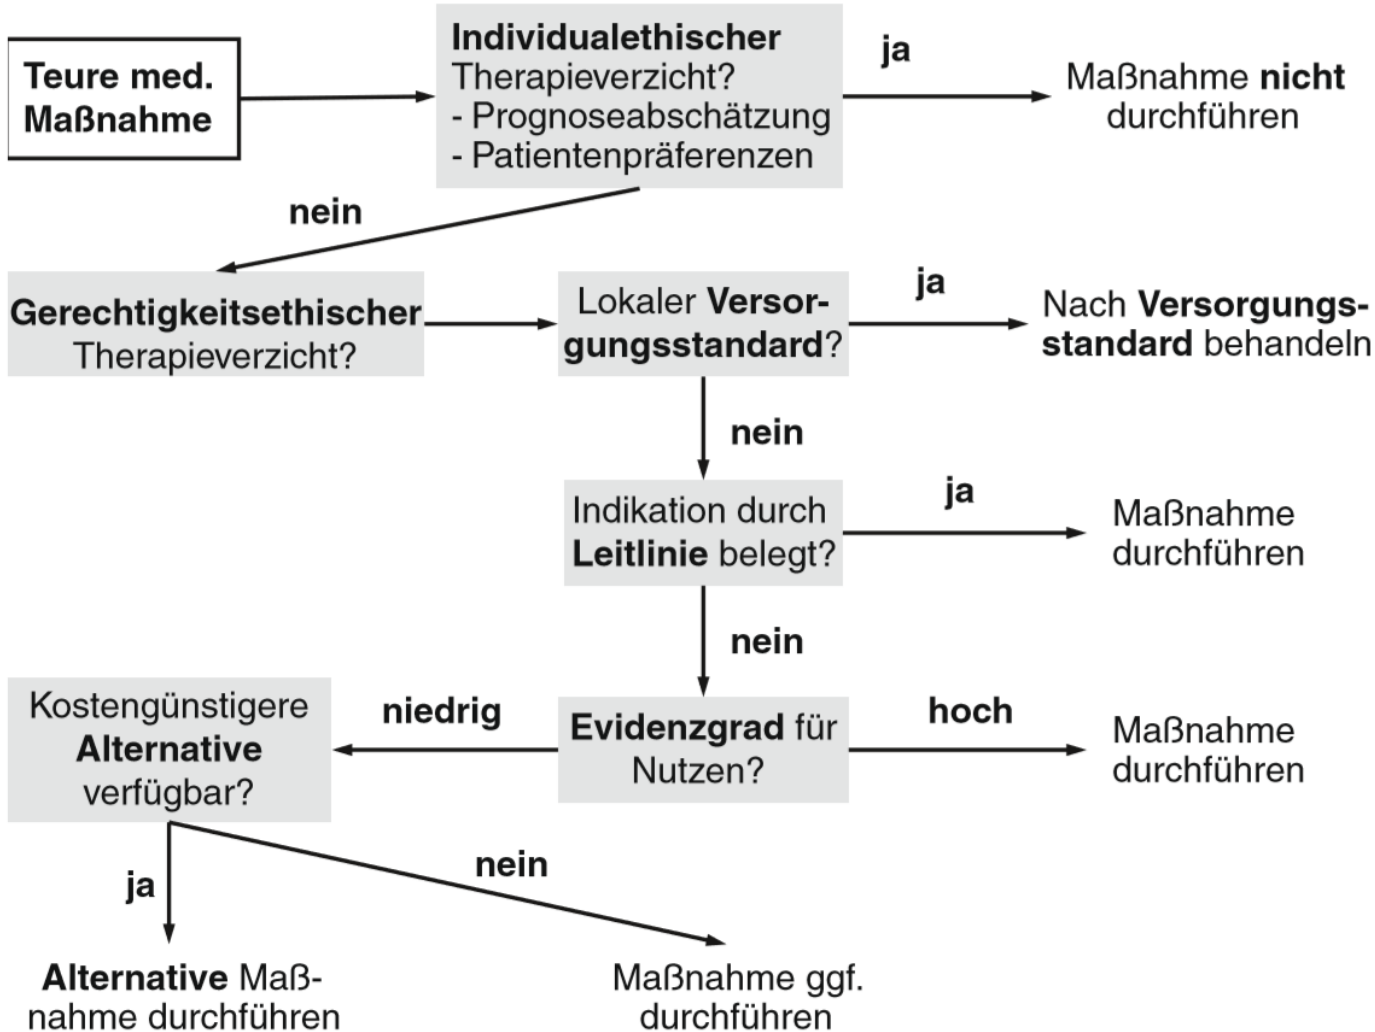 Teure med.
Maßnahme
Individualethischer
Therapieverzicht?
- Prognoseabschätzung
- Patientenpräferenzen
ja
Maßnahme nicht
durchführen
nein
Gerechtigkeitsethischer
Therapieverzicht?
Lokaler Versor-
gungsstandard?
ja
Nach Versorgungs-
standard behandeln
nein
Indikation durch
Leitlinie belegt?
ja
Maßnahme
durchführen
nein
Kostengünstigere
Alternative
verfügbar?
niedrig
Evidenzgrad für
Nutzen?
hoch
Maßnahme
durchführen
ja
nein
Alternative Maß-
nahme durchführen
Maßnahme ggf.
durchführen